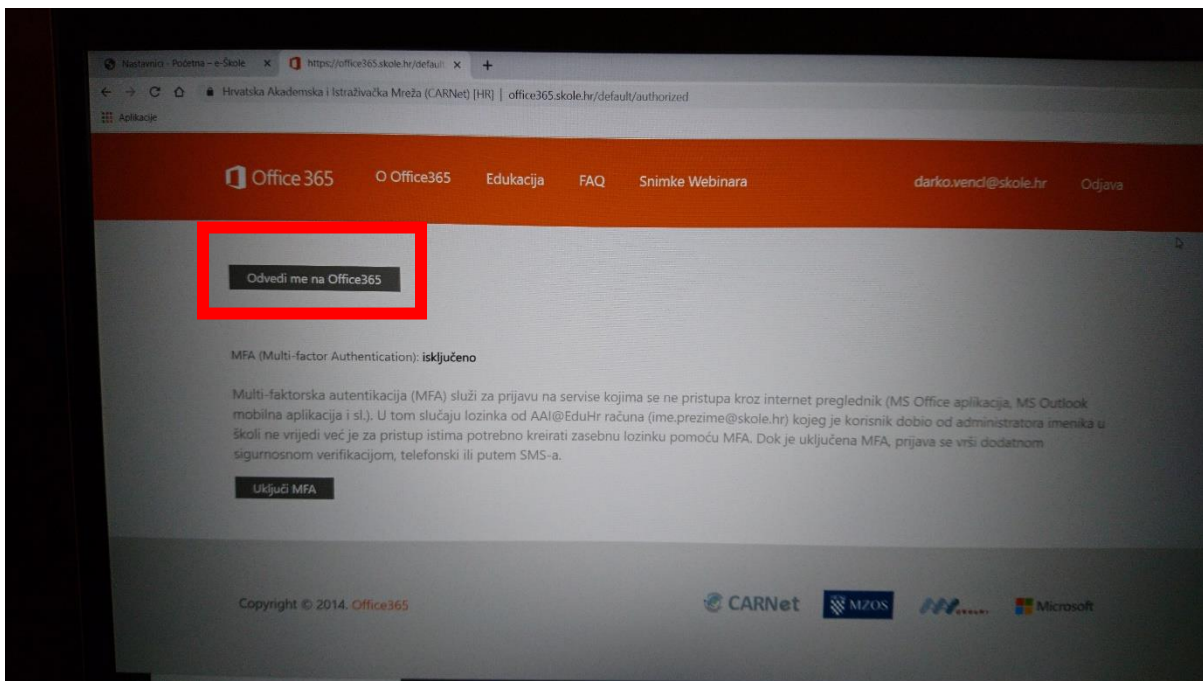 Nastavnici - Početna – e-Škole
https://office365.skole.hr/default
Hrvatska Akademska i Istraživačka Mreža (CARNet) [HR] | office365.skole.hr/default/authorized
Aplikacije
Office 365 O Office365 Edukacija FAQ Snimke Webinara darko.vencl@skole.hr Odjava
Odvedi me na Office365
MFA (Multi-factor Authentication): isključeno
Multi-faktorska autentikacija (MFA) služi za prijavu na servise kojima se ne pristupa kroz internet preglednik (MS Office aplikacija, MS Outlook
mobilna aplikacija i sl.). U tom slučaju lozinka od AAI@EduHr računa (ime.prezime@skole.hr) kojeg je korisnik dobio od administratora imenika u
školi ne vrijedi već je za pristup istima potrebno kreirati zasebnu lozinku pomoću MFA. Dok je uključena MFA, prijava se vrši dodatnom
sigurnosnom verifikacijom, telefonski ili putem SMS-a.
Uključi MFA
Copyright © 2014. Office365 CARNet MZOS Microsoft